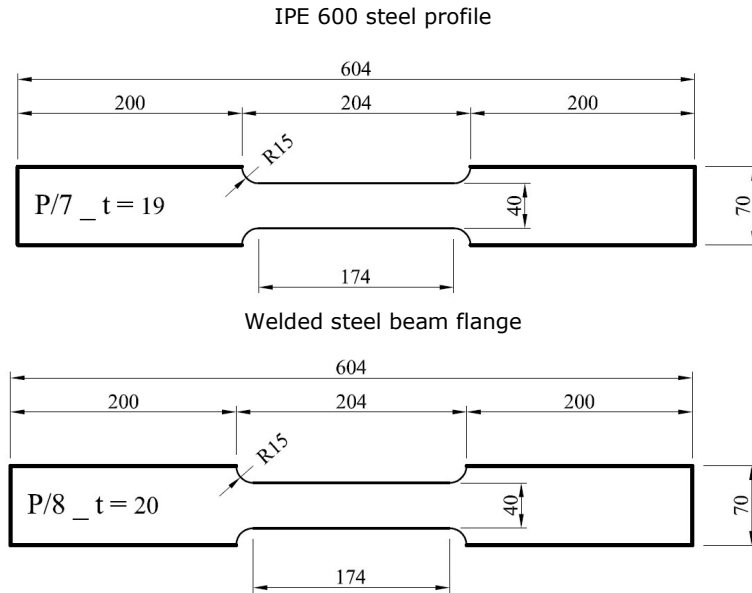 IPE 600 steel profile
604
200 204 200
R15
P/7 _ t = 19
40
70
174
Welded steel beam flange
604
200 204 200
R15
P/8 _ t = 20
40
70
174